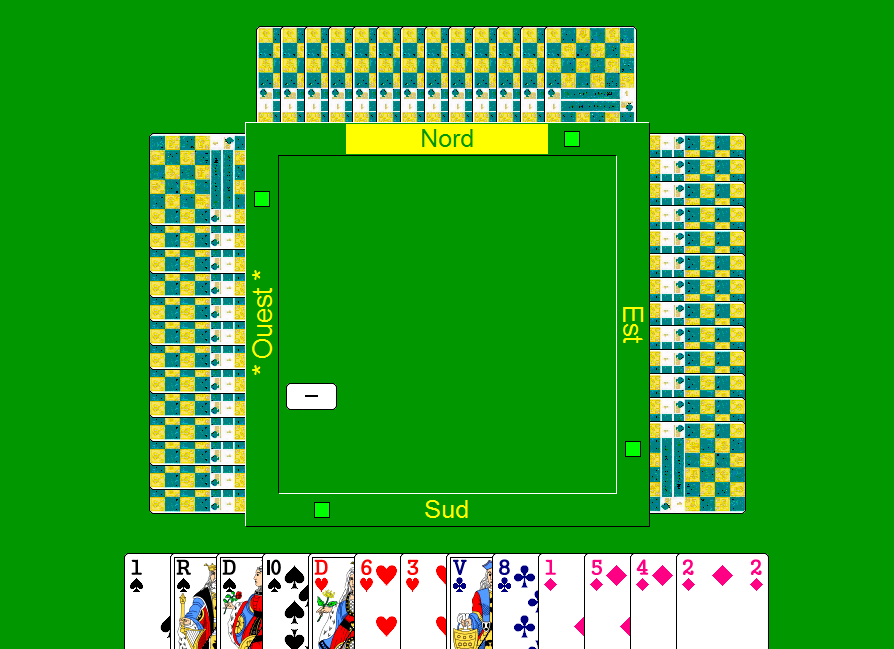 Nord
* Ouest *
Est
–
Sud
1 R D 10 D 6 3 V 8 1 5 4 2 2